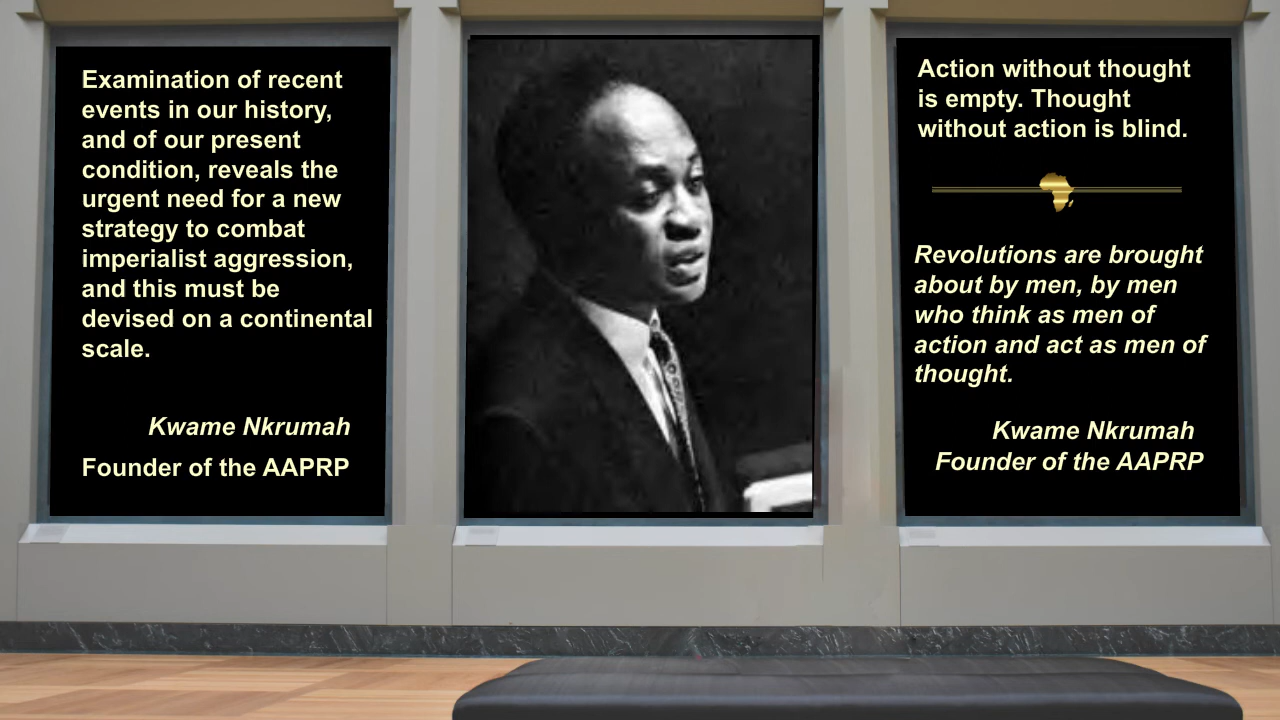 Examination of recent
events in our history,
and of our present
condition, reveals the
urgent need for a new
strategy to combat
imperialist aggression,
and this must be
devised on a continental
scale.
Kwame Nkrumah
Founder of the AAPRP
Action without thought
is empty. Thought
without action is blind.
Revolutions are brought
about by men, by men
who think as men of
action and act as men of
thought.
Kwame Nkrumah
Founder of the AAPRP